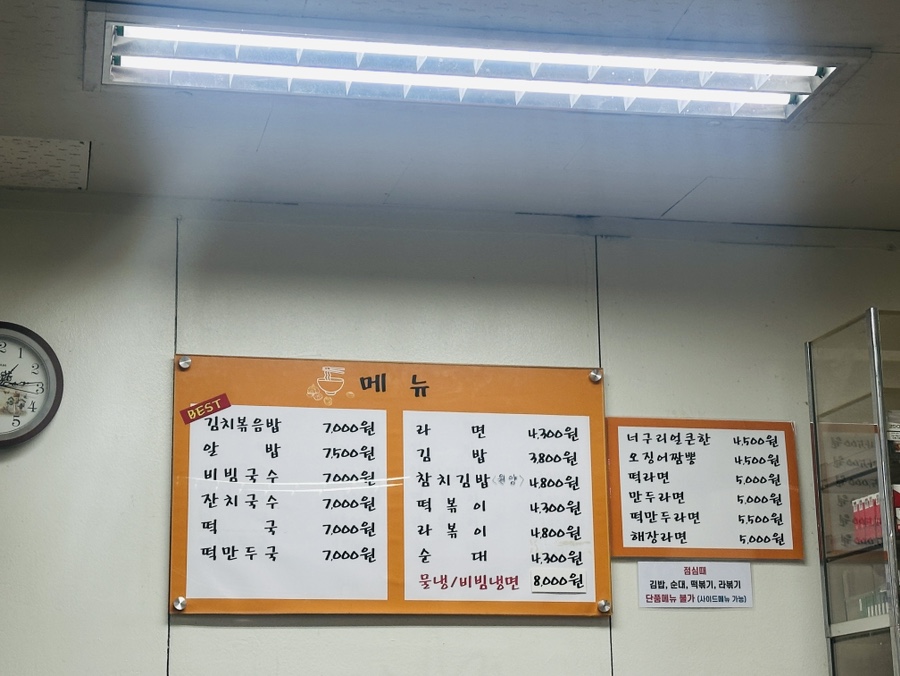 메 뉴
BEST
김치볶음밥 7,000원
알 밥 7,500원
비빔국수 7,000원
잔치국수 7,000원
떡 국 7,000원
떡만두국 7,000원
라 면 4,300원
김 밥 3,800원
참치김밥 4,800원
떡 볶 이 4,300원
라 볶 이 4,800원
순 대 4,300원
물냉/비빔냉면 8,000원
너구리얼큰한 4,500원
오징어짬뽕 4,500원
떡라면 5,000원
만두라면 5,000원
떡만두라면 5,500원
해장라면 5,000원
점심때
김밥, 순대, 떡볶기, 라볶기
단품메뉴 불가 (사이드메뉴 가능)
1
2
3
4
5